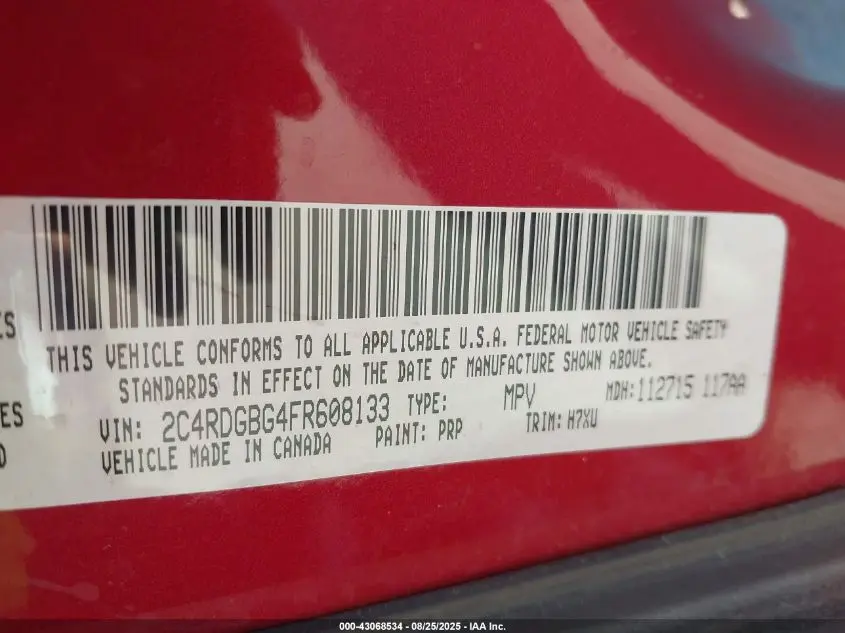 ES
THIS VEHICLE CONFORMS TO ALL APPLICABLE U.S.A. FEDERAL MOTOR VEHICLE SAFETY
STANDARDS IN EFFECT ON THE DATE OF MANUFACTURE SHOWN ABOVE.
ES
VIN: 2C4RDGBG4FR608133 TYPE: MPV MDH:112715 117AA
D
VEHICLE MADE IN CANADA PAINT: PRP TRIM: H7XU
000-43068534 - 08/25/2025 - IAA Inc.